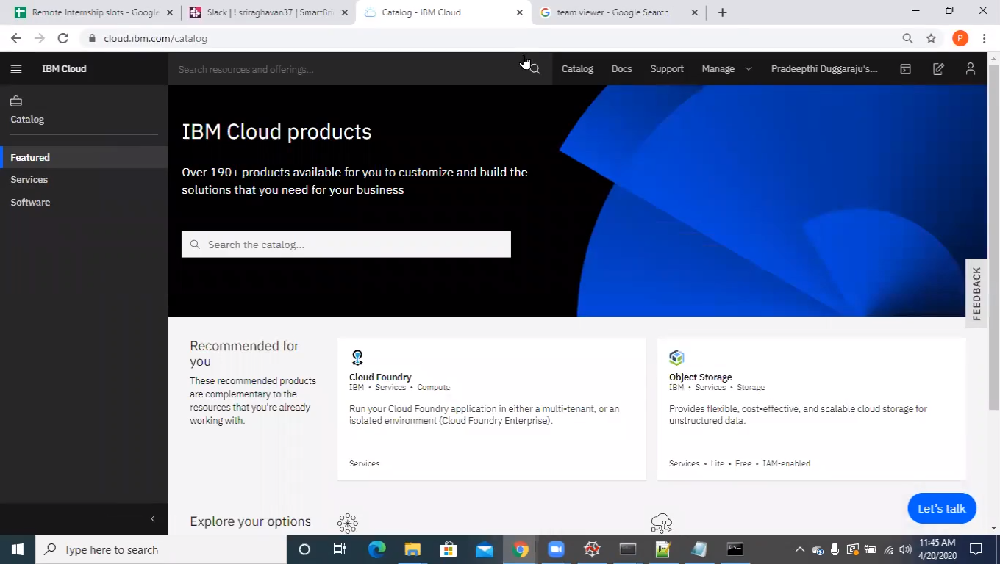 Remote Internship slots - Google
Slack | ! sriraghavan37 | SmartBri
Catalog - IBM Cloud
team viewer - Google Search
cloud.ibm.com/catalog
P
IBM Cloud
Search resources and offerings...
Catalog
Docs
Support
Manage
Pradeepthi Duggaraju's...
Catalog
Featured
Services
Software
IBM Cloud products
Over 190+ products available for you to customize and build the
solutions that you need for your business
Search the catalog...
FEEDBACK
Recommended for
you
These recommended products
are complementary to the
resources that you're already
working with.
Cloud Foundry
IBM • Services • Compute
Run your Cloud Foundry application in either a multi-tenant, or an
isolated environment (Cloud Foundry Enterprise).
Services
Object Storage
IBM • Services • Storage
Provides flexible, cost-effective, and scalable cloud storage for
unstructured data.
Services • Lite • Free • IAM-enabled
Let's talk
Explore your options
Type here to search
11:45 AM
4/20/2020